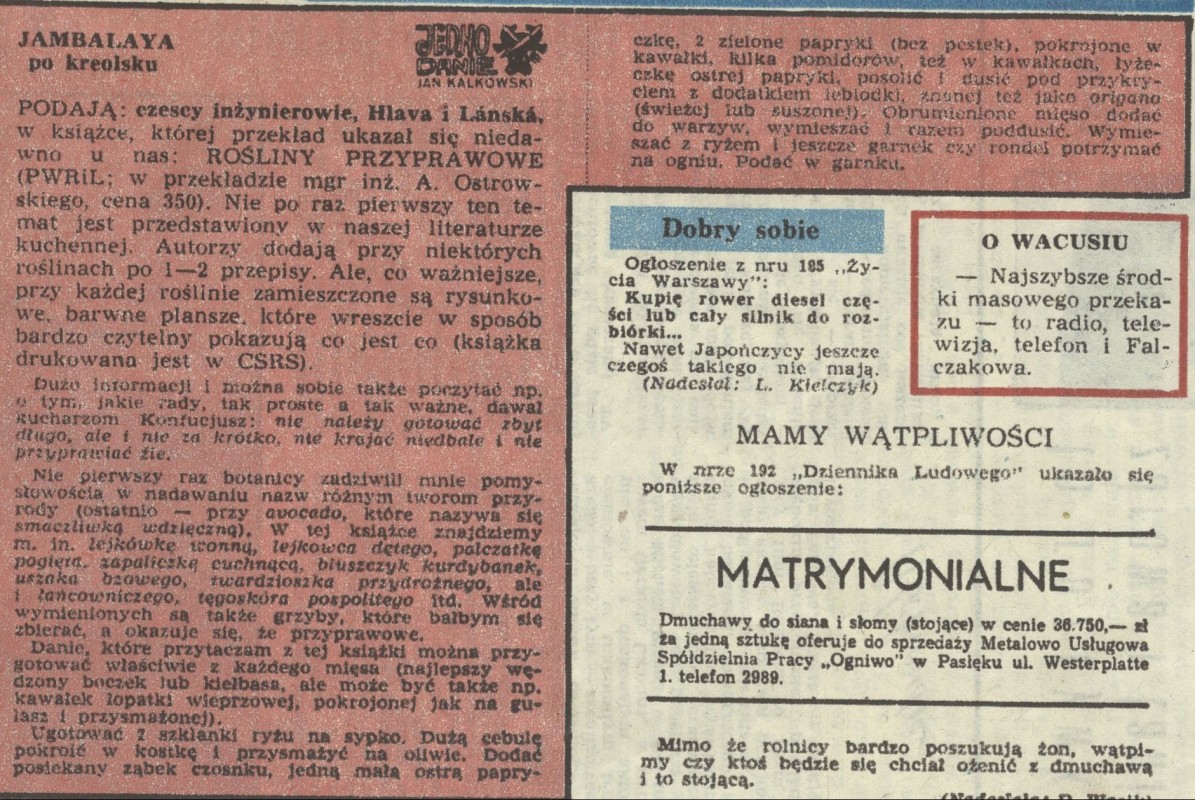 JAMBALAYA
po kreolsku
JEDNO
DANIE
JAN KALKOWSKI
PODAJĄ: czescy inżynierowie, Hlava i Lánská,
w książce, której przekład ukazał się nieda-
wno u nas: ROŚLINY PRZYPRAWOWE
(PWRiL; w przekładzie mgr inż. A. Ostrow-
skiego, cena 350). Nie po raz pierwszy ten te-
mat jest przedstawiony w naszej literaturze
kuchennej. Autorzy dodają przy niektórych
roślinach po 1—2 przepisy. Ale, co ważniejsze,
przy każdej roślinie zamieszczone są rysunko-
we, barwne plansze, które wreszcie w sposób
bardzo czytelny pokazują co jest co (książka
drukowana jest w CSRS).
Dużo informacji i można sobie także poczytać np.
o tym, jakie rady, tak proste a tak ważne, dawał
kucharzom Konfucjusz: nie należy gotować zbyt
długo, ale i nie za krótko, nie krajać niedbale i nie
przyprawiać źle.
Nie pierwszy raz botanicy zadziwili mnie pomy-
słowością w nadawaniu nazw różnym tworom przy-
rody (ostatnio — przy avocado, które nazywa się
smaczliwką wdzięczną). W tej książce znajdziemy
m. in. lejkówkę wonną, lejkowca dętego, palczatkę
pogiętą, zapaliczkę cuchnącą, bluszczyk kurdybanek,
uszaka bzowego, twardzioszka przydrożnego, ale
i łańcowniczego, tęgoskóra pospolitego itd. Wśród
wymienionych są także grzyby, które bałbym się
zbierać, a okazuje się, że przyprawowe.
Danie, które przytaczam z tej książki można przy-
gotować właściwie z każdego mięsa (najlepszy wę-
dzony boczek lub kiełbasa, ale może być także np.
kawałek łopatki wieprzowej, pokrojonej jak na gu-
lasz i przysmażonej).
Ugotować 2 szklanki ryżu na sypko. Dużą cebulę
pokroić w kostkę i przysmażyć na oliwie. Dodać
posiekany ząbek czosnku, jedną małą ostrą papry-
czkę, 2 zielone papryki (bez pestek), pokrojone w
kawałki, kilka pomidorów, też w kawałkach, łyże-
czkę ostrej papryki, posolić i dusić pod przykry-
ciem z dodatkiem lebiodki, znanej też jako origano
(świeżej lub suszonej). Obrumienione mięso dodać
do warzyw, wymieszać i razem poddusić. Wymie-
szać z ryżem i jeszcze garnek czy rondel potrzymać
na ogniu. Podać w garnku.
Dobry sobie
Ogłoszenie z nru 185 „Ży-
cia Warszawy":
Kupię rower diesel czę-
ści lub cały silnik do roz-
biórki...
Nawet Japończycy jeszcze
czegoś takiego nie mają.
(Nadesłał: L. Kiełczyk)
O WACUSIU
— Najszybsze środ-
ki masowego przeka-
zu — to radio, tele-
wizja, telefon i Fal-
czakowa.
MAMY WĄTPLIWOŚCI
W nrze 192 „Dziennika Ludowego" ukazało się
poniższe ogłoszenie:
MATRYMONIALNE
Dmuchawy do siana i słomy (stojące) w cenie 36.750,— zł
za jedną sztukę oferuje do sprzedaży Metalowo Usługowa
Spółdzielnia Pracy „Ogniwo" w Pasłęku ul. Westerplatte
1. telefon 2989.
Mimo że rolnicy bardzo poszukują żon, wątpi-
my czy ktoś będzie się chciał ożenić z dmuchawą
i to stojącą.